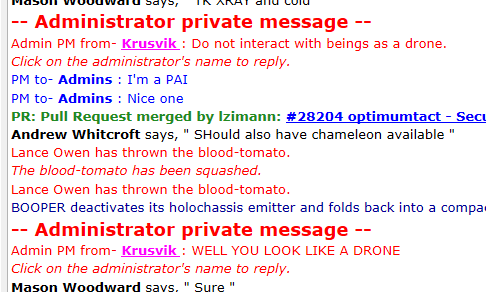 Mason Woodward says, " TK XRAY and cold "
-- Administrator private message --
Admin PM from- Krusvik : Do not interact with beings as a drone.
Click on the administrator's name to reply.
PM to- Admins : I'm a PAI
PM to- Admins : Nice one
PR: Pull Request merged by lzimann: #28204 optimumtact - Secu
Andrew Whitcroft says, " SHould also have chameleon available "
Lance Owen has thrown the blood-tomato.
The blood-tomato has been squashed.
Lance Owen has thrown the blood-tomato.
BOOPER deactivates its holochassis emitter and folds back into a compa
-- Administrator private message --
Admin PM from- Krusvik : WELL YOU LOOK LIKE A DRONE
Click on the administrator's name to reply.
Mason Woodward says, " Sure "